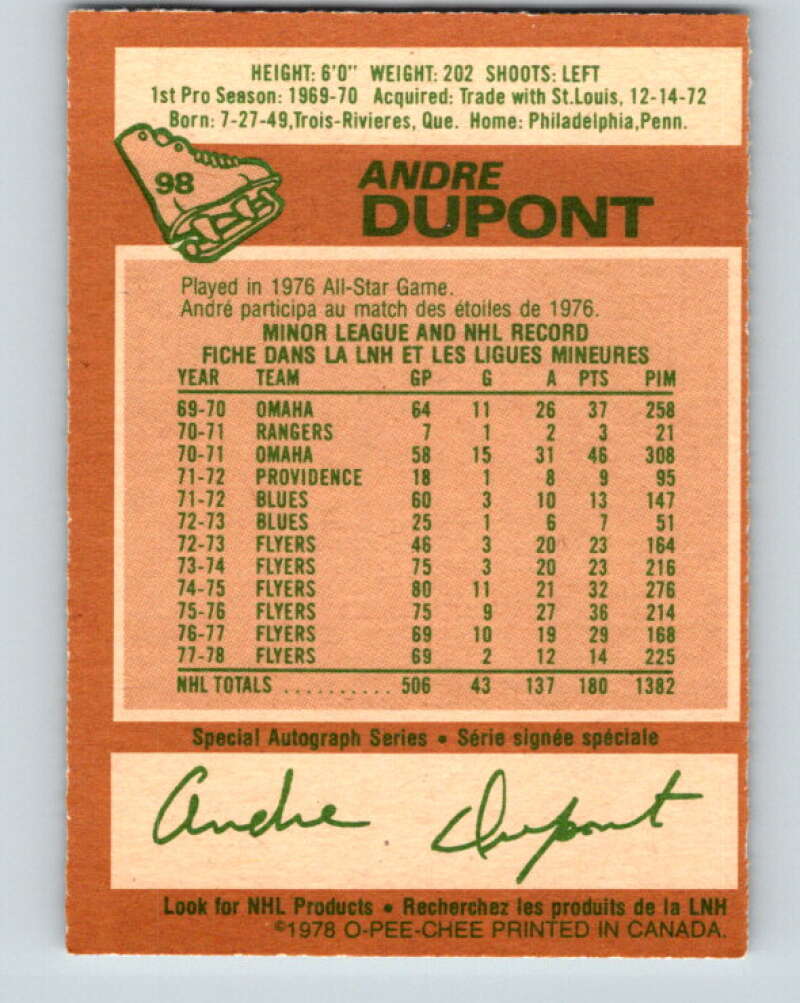 HEIGHT: 6'0" WEIGHT: 202 SHOOTS: LEFT
1st Pro Season: 1969-70 Acquired: Trade with St.Louis, 12-14-72
Born: 7-27-49,Trois-Rivieres, Que. Home: Philadelphia,Penn.
98
ANDRE
DUPONT
Played in 1976 All-Star Game.
André participa au match des étoiles de 1976.
MINOR LEAGUE AND NHL RECORD
FICHE DANS LA LNH ET LES LIGUES MINEURES
YEAR TEAM GP G A PTS PIM
69-70 OMAHA 64 11 26 37 258
70-71 RANGERS 7 1 2 3 21
70-71 OMAHA 58 15 31 46 308
71-72 PROVIDENCE 18 1 8 9 95
71-72 BLUES 60 3 10 13 147
72-73 BLUES 25 1 6 7 51
72-73 FLYERS 46 3 20 23 164
73-74 FLYERS 75 3 20 23 216
74-75 FLYERS 80 11 21 32 276
75-76 FLYERS 75 9 27 36 214
76-77 FLYERS 69 10 19 29 168
77-78 FLYERS 69 2 12 14 225
NHL TOTALS .......... 506 43 137 180 1382
Special Autograph Series • Série signée spéciale
Andre Dupont
Look for NHL Products • Recherchez les produits de la LNH
©1978 O-PEE-CHEE PRINTED IN CANADA.